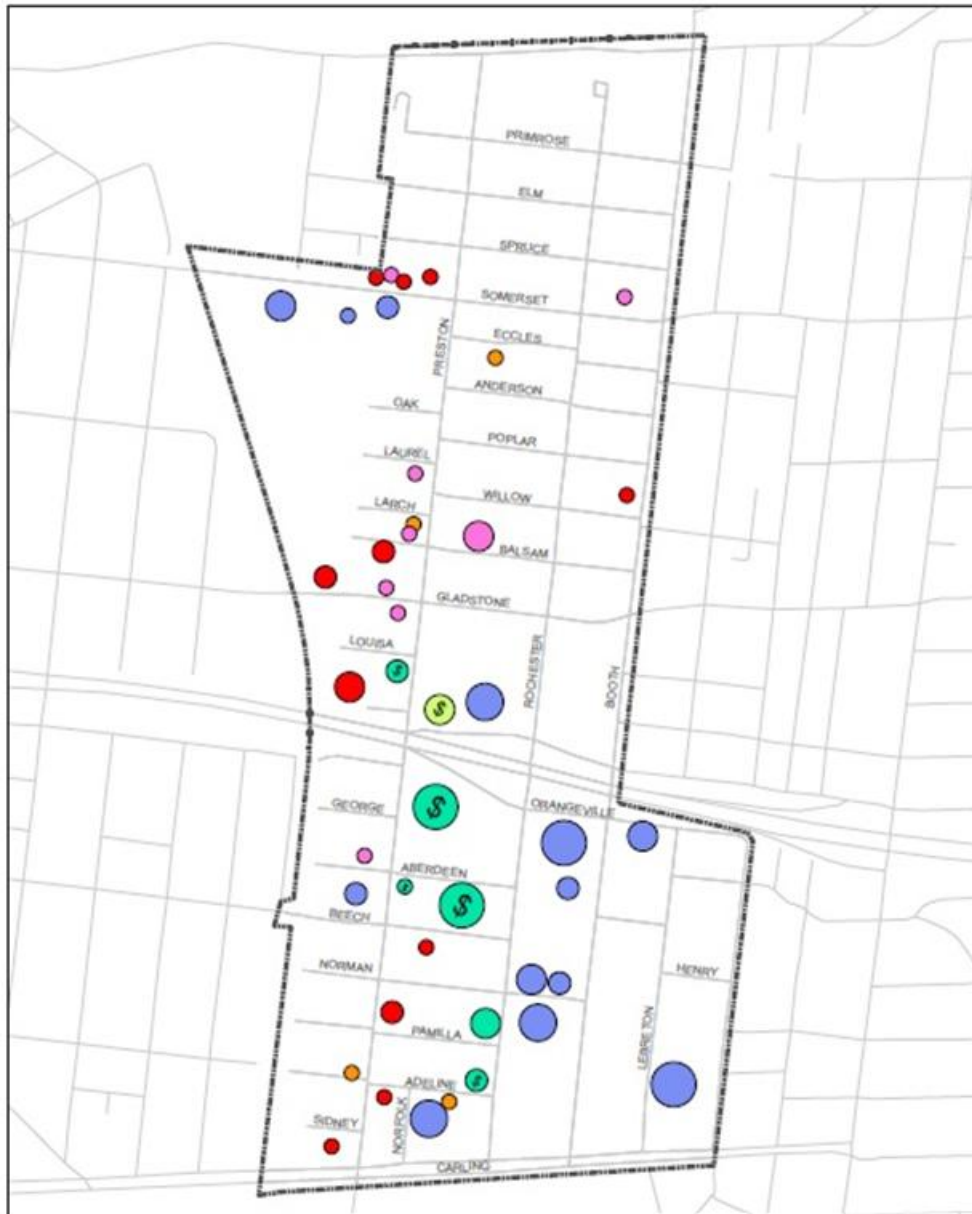 PRIMROSE
ELM
SPRUCE
SOMERSET
ECCLES
PRESTON
ANDERSON
OAK
POPLAR
LAUREL
WILLOW
LARCH
BALSAM
GLADSTONE
LOUISA
ROCHESTER
BOOTH
$
$
GEORGE
$
ORANGEVILLE
ABERDEEN
$
$
BEECH
NORMAN
HENRY
PAMILLA
LEBRETON
ADELINE
$
SIDNEY
NORFOLK
CARLING